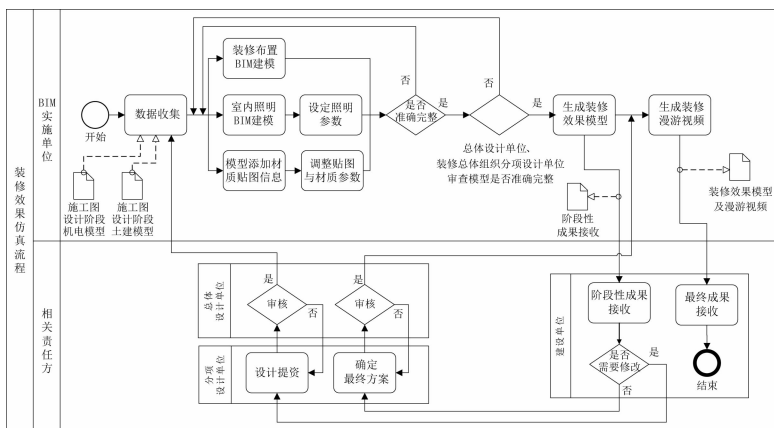 装修效果仿真流程
BIM
实施单位
开始
数据收集
施工图
设计阶段
机电模型
施工图
设计阶段
土建模型
装修布置
BIM建模
室内照明
BIM建模
设定照明
参数
模型添加材
质贴图信息
调整贴图
与材质参数
否
是否
准确完整
是
否
是
总体设计单位、
装修总体组织分项设计单位
审查模型是否准确完整
生成装修
效果模型
生成装修
漫游视频
阶段性
成果接收
装修效果模型
及漫游视频
相关责任方
总体
设计单位
是
审核
否
是
审核
否
分项
设计单位
设计提资
确定
最终方案
建设单位
阶段性成果
接收
最终成果
接收
是否
需要修改
是
否
结束